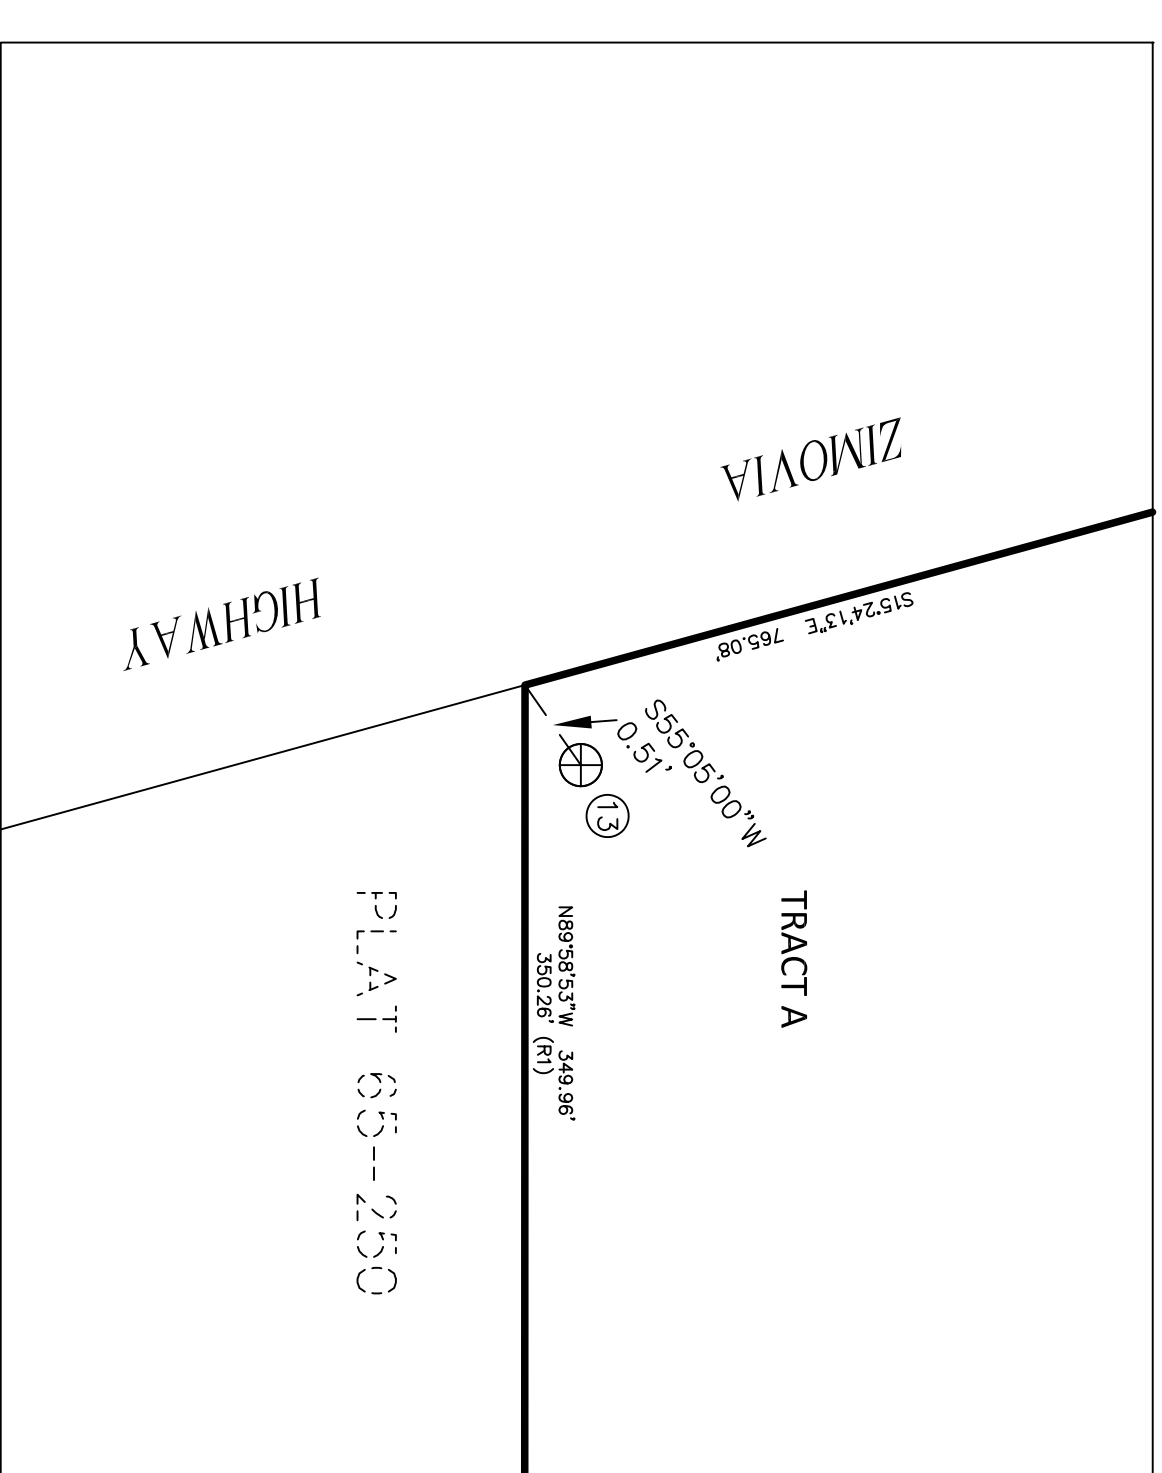 ZIMOVIA
HIGHWAY
S15°24'13"E 765.08'
S55°05'00"W
0.51'
13
TRACT A
N89°58'53"W 349.96'
350.26' (R1)
PLAT 65-250